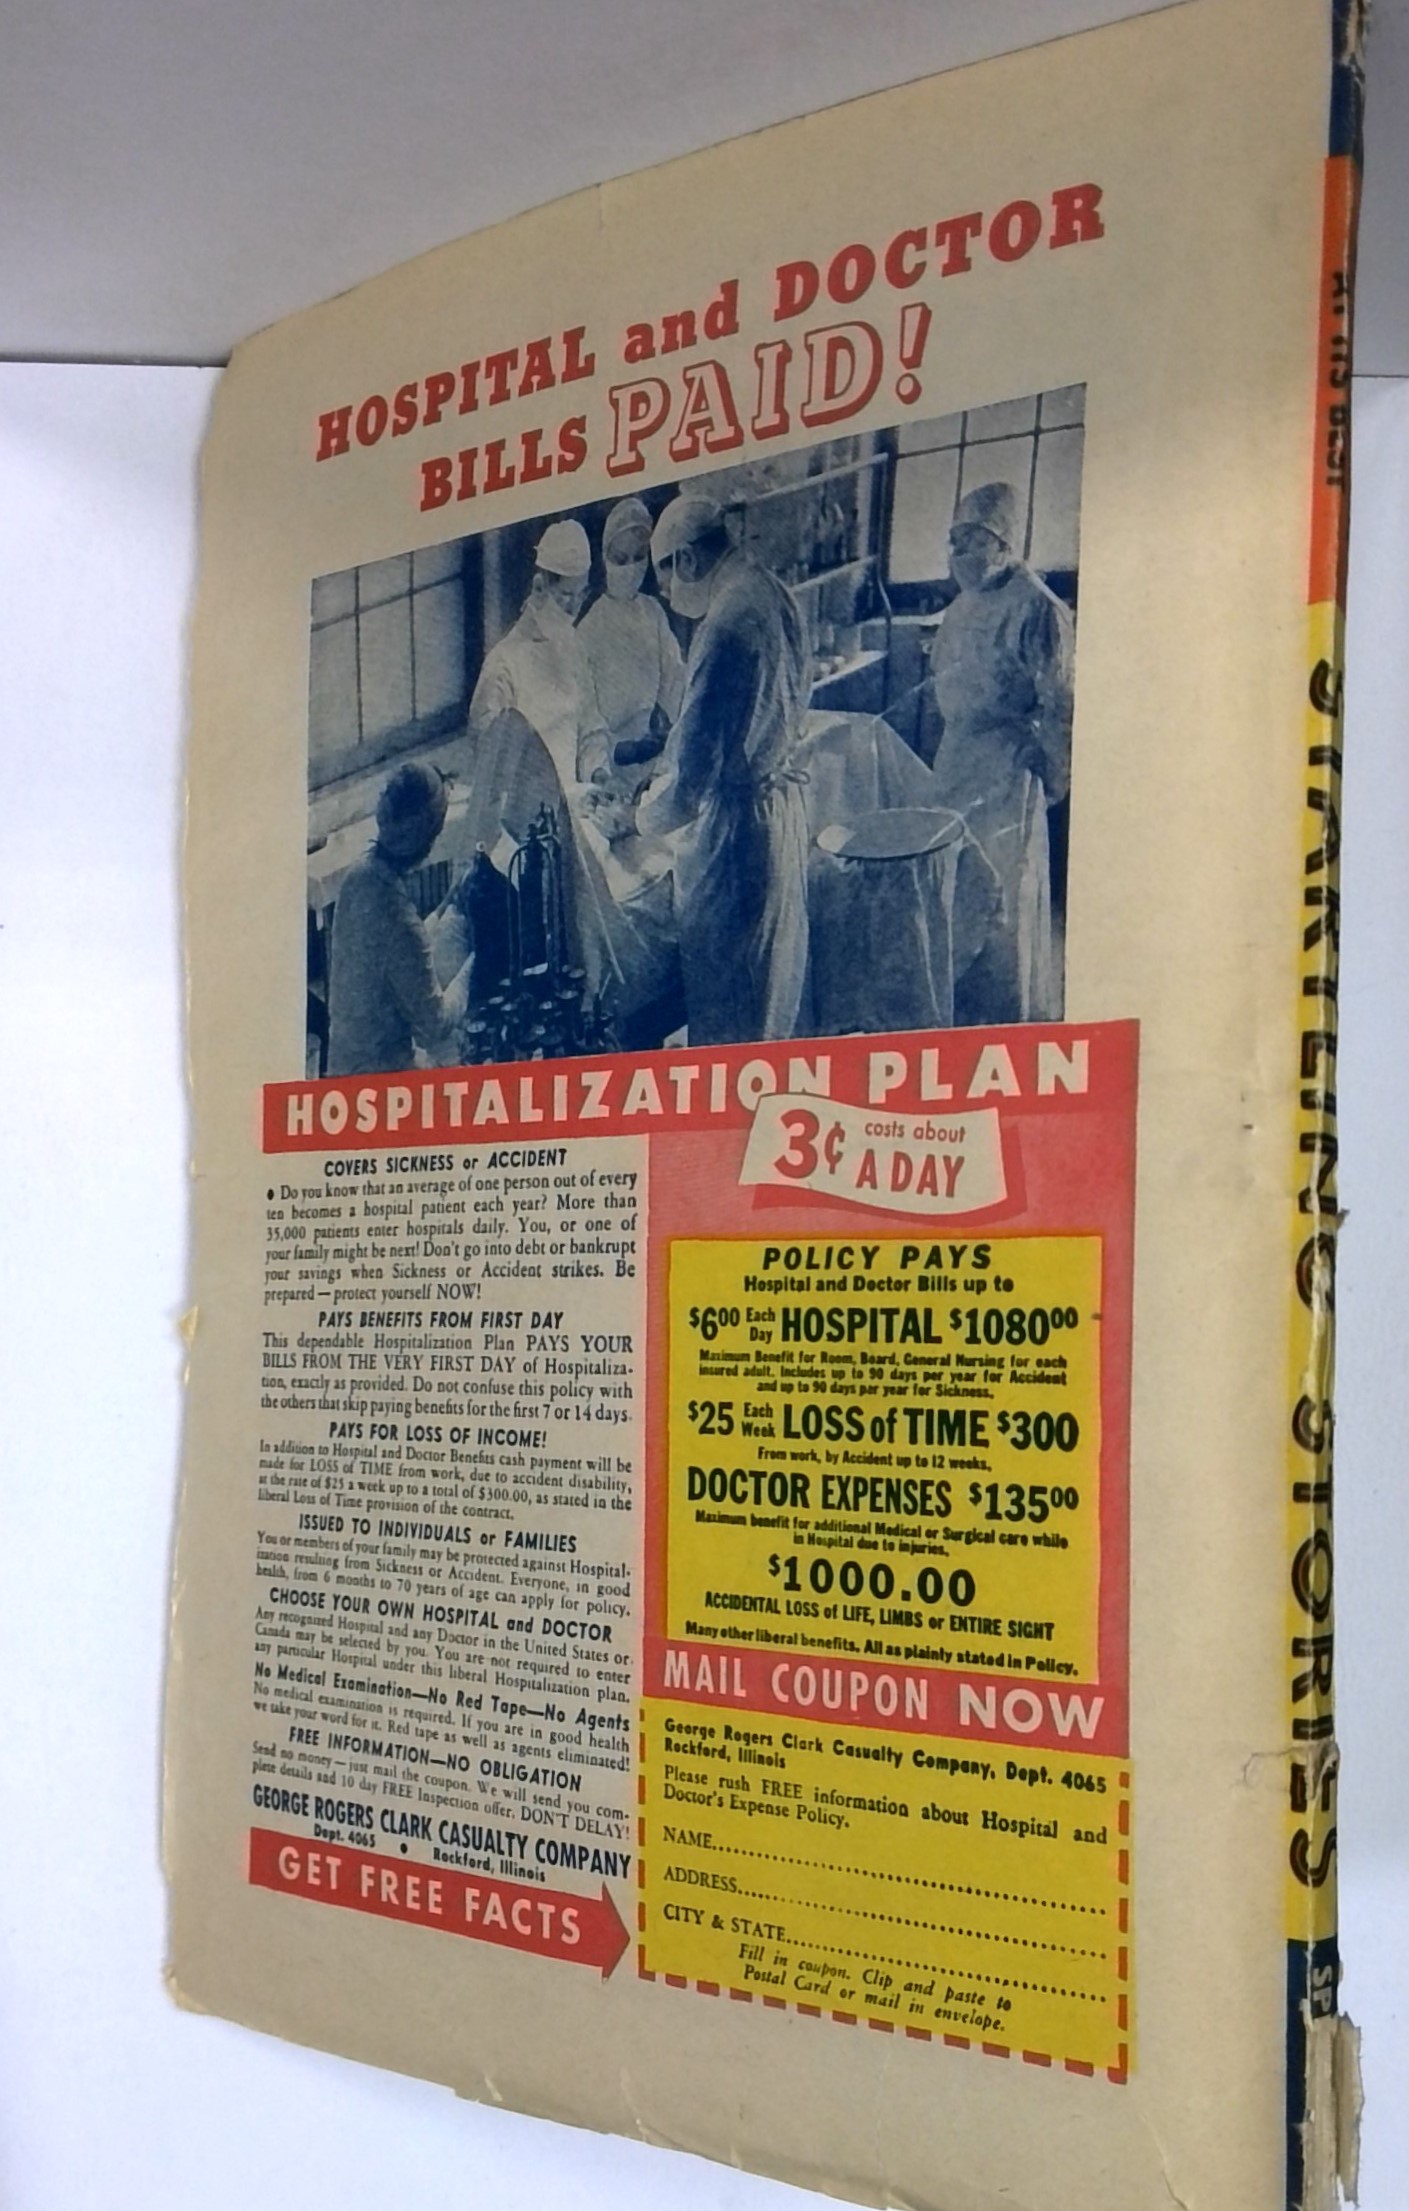 HOSPITAL and DOCTOR
BILLS PAID!
HOSPITALIZATION PLAN
COVERS SICKNESS or ACCIDENT
• Do you know that an average of one person out of every
ten becomes a hospital patient each year? More than
35,000 patients enter hospitals daily. You, or one of
your family might be next! Don't go into debt or bankrupt
your savings when Sickness or Accident strikes. Be
prepared — protect yourself NOW!
PAYS BENEFITS FROM FIRST DAY
This dependable Hospitalization Plan PAYS YOUR
BILLS FROM THE VERY FIRST DAY of Hospitaliza-
tion, exactly as provided. Do not confuse this policy with
the others that skip paying benefits for the first 7 or 14 days.
PAYS FOR LOSS OF INCOME!
In addition to Hospital and Doctor Benefits cash payment will be
made for LOSS of TIME from work, due to accident disability,
at the rate of $25 a week up to a total of $300.00, as stated in the
liberal Loss of Time provision of the contract.
ISSUED TO INDIVIDUALS or FAMILIES
You or members of your family may be protected against Hospital-
ization resulting from Sickness or Accident. Everyone, in good
health, from 6 months to 70 years of age can apply for policy.
CHOOSE YOUR OWN HOSPITAL and DOCTOR
Any recognized Hospital and any Doctor in the United States or
Canada may be selected by you. You are not required to enter
any particular Hospital under this liberal Hospitalization plan.
No Medical Examination—No Red Tape—No Agents
No medical examination is required. If you are in good health
we take your word for it. Red tape as well as agents eliminated!
FREE INFORMATION—NO OBLIGATION
Send no money — just mail the coupon. We will send you com-
plete details and 10 day FREE Inspection offer. DON'T DELAY!
GEORGE ROGERS CLARK CASUALTY COMPANY
Dept. 4065 • Rockford, Illinois
GET FREE FACTS
3¢ costs about
A DAY
POLICY PAYS
Hospital and Doctor Bills up to
$600 Each Day HOSPITAL $108000
Maximum Benefit for Room, Board, General Nursing for each
insured adult. Includes up to 90 days per year for Accident
and up to 90 days per year for Sickness.
$25 Each Week LOSS of TIME $300
From work, by Accident up to 12 weeks.
DOCTOR EXPENSES $13500
Maximum benefit for additional Medical or Surgical care while
in Hospital due to injuries.
$1000.00
ACCIDENTAL LOSS of LIFE, LIMBS or ENTIRE SIGHT
Many other liberal benefits. All as plainly stated in Policy.
MAIL COUPON NOW
George Rogers Clark Casualty Company, Dept. 4065
Rockford, Illinois
Please rush FREE information about Hospital and
Doctor's Expense Policy.
NAME
ADDRESS
CITY & STATE
Fill in coupon. Clip and paste to
Postal Card or mail in envelope.
AT ITS BEST
STARTLING STORIES
SP